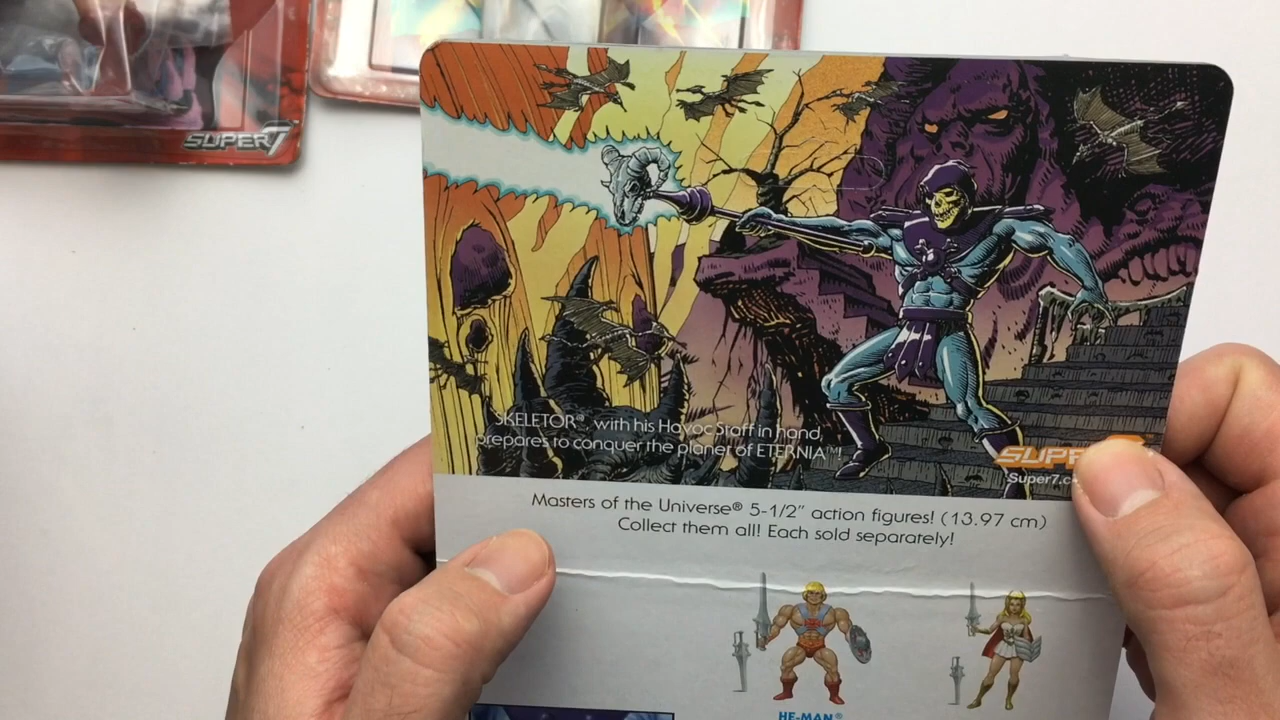 SUPER7
SKELETOR® with his Havoc Staff in hand,
prepares to conquer the planet of ETERNIA™!
Super7.c
Masters of the Universe® 5-1/2" action figures! (13.97 cm)
Collect them all! Each sold separately!
HE-MAN®